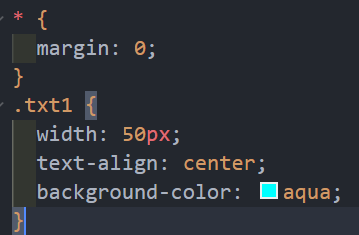 * {
margin: 0;
}
.txt1 {
width: 50px;
text-align: center;
background-color: aqua;
}